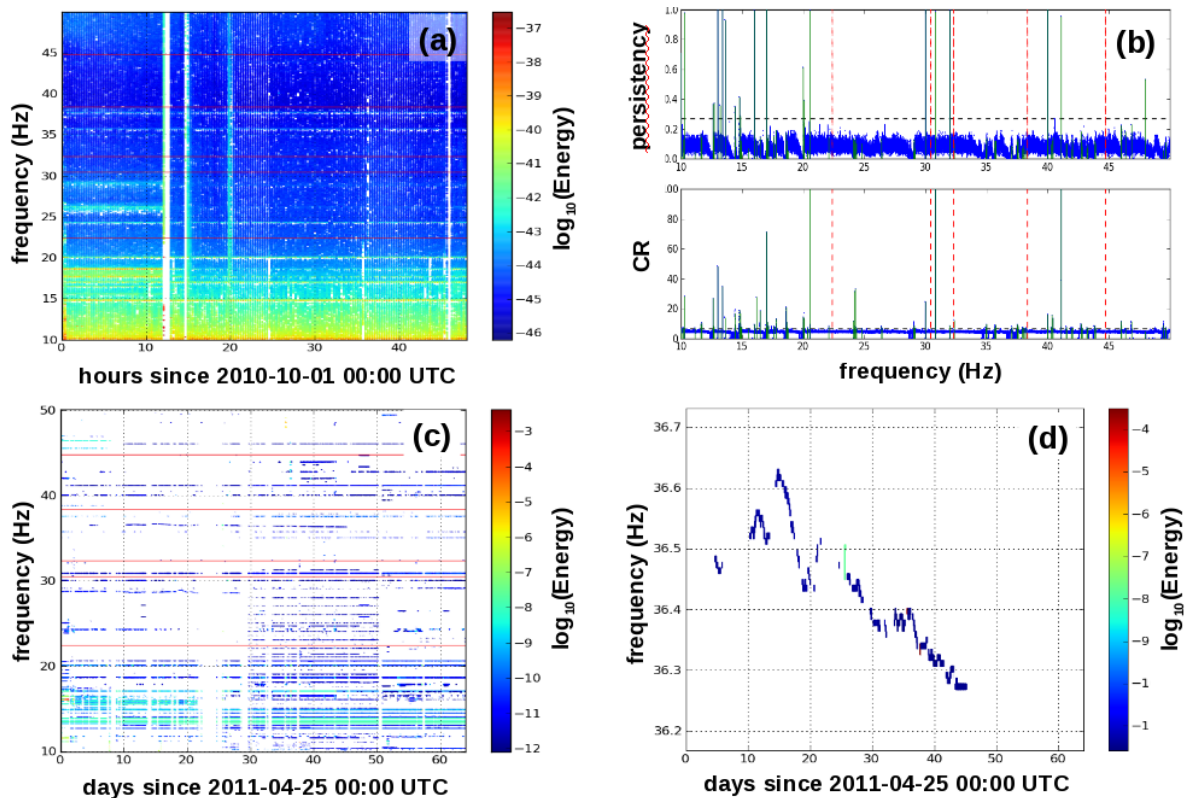 (a)
45
40
35
30
25
20
15
10
frequency (Hz)
0 10 20 30 40
hours since 2010-10-01 00:00 UTC
−37
−38
−39
−40
−41
−42
−43
−44
−45
−46
log10(Energy)
(b)
1.0
0.8
0.6
0.4
0.2
0.0
persistency
10 15 20 25 30 35 40 45
00
80
60
40
20
0
CR
10 15 20 25 30 35 40 45
frequency (Hz)
(c)
50
40
30
20
10
frequency (Hz)
0 10 20 30 40 50 60
days since 2011-04-25 00:00 UTC
−3
−4
−5
−6
−7
−8
−9
−10
−11
−12
log10(Energy)
(d)
36.7
36.6
36.5
36.4
36.3
36.2
frequency (Hz)
0 10 20 30 40 50 60
days since 2011-04-25 00:00 UTC
−4
−5
−6
−7
−8
−9
−1
−1
log10(Energy)